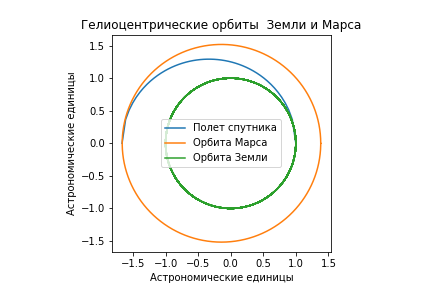 Гелиоцентрические орбиты  Земли и Марса
Астрономические единицы
1.5
1.0
0.5
0.0
−0.5
−1.0
−1.5
Полет спутника
Орбита Марса
Орбита Земли
−1.5 −1.0 −0.5 0.0 0.5 1.0 1.5
Астрономические единицы